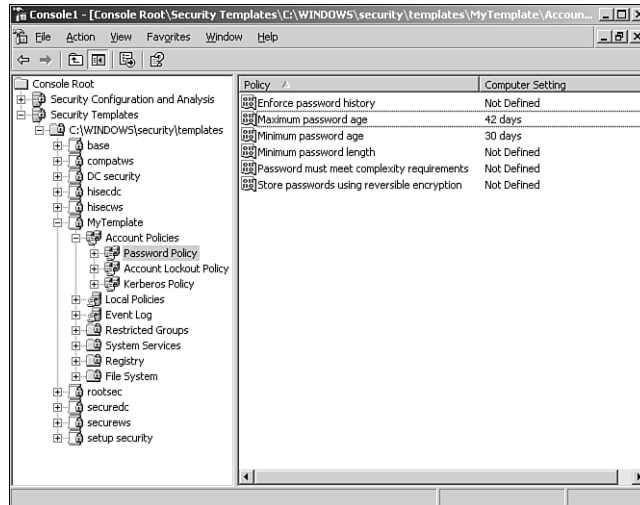 Console1 - [Console Root\Security Templates\C:\WINDOWS\security\templates\MyTemplate\Accoun...
File Action View Favorites Window Help
Console Root
Security Configuration and Analysis
Security Templates
C:\WINDOWS\security\templates
base
compatws
DC security
hisecdc
hisecws
MyTemplate
Account Policies
Password Policy
Account Lockout Policy
Kerberos Policy
Local Policies
Event Log
Restricted Groups
System Services
Registry
File System
rootsec
securedc
securews
setup security
Policy Computer Setting
Enforce password history Not Defined
Maximum password age 42 days
Minimum password age 30 days
Minimum password length Not Defined
Password must meet complexity requirements Not Defined
Store passwords using reversible encryption Not Defined